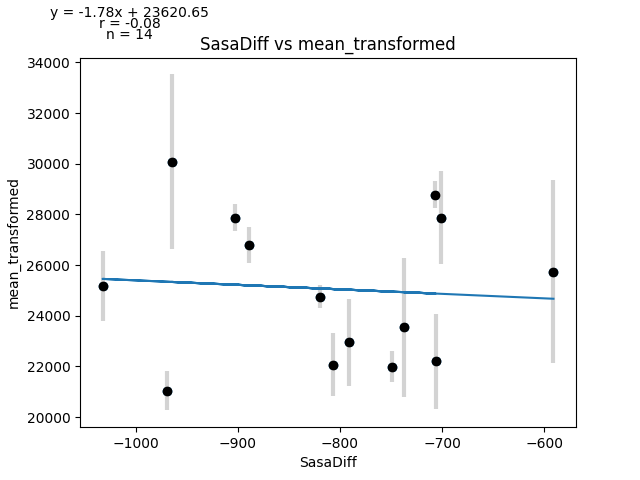 y = -1.78x + 23620.65
r = -0.08
n = 14
SasaDiff vs mean_transformed
34000
32000
30000
28000
26000
24000
22000
20000
mean_transformed
−1000 −900 −800 −700 −600
SasaDiff